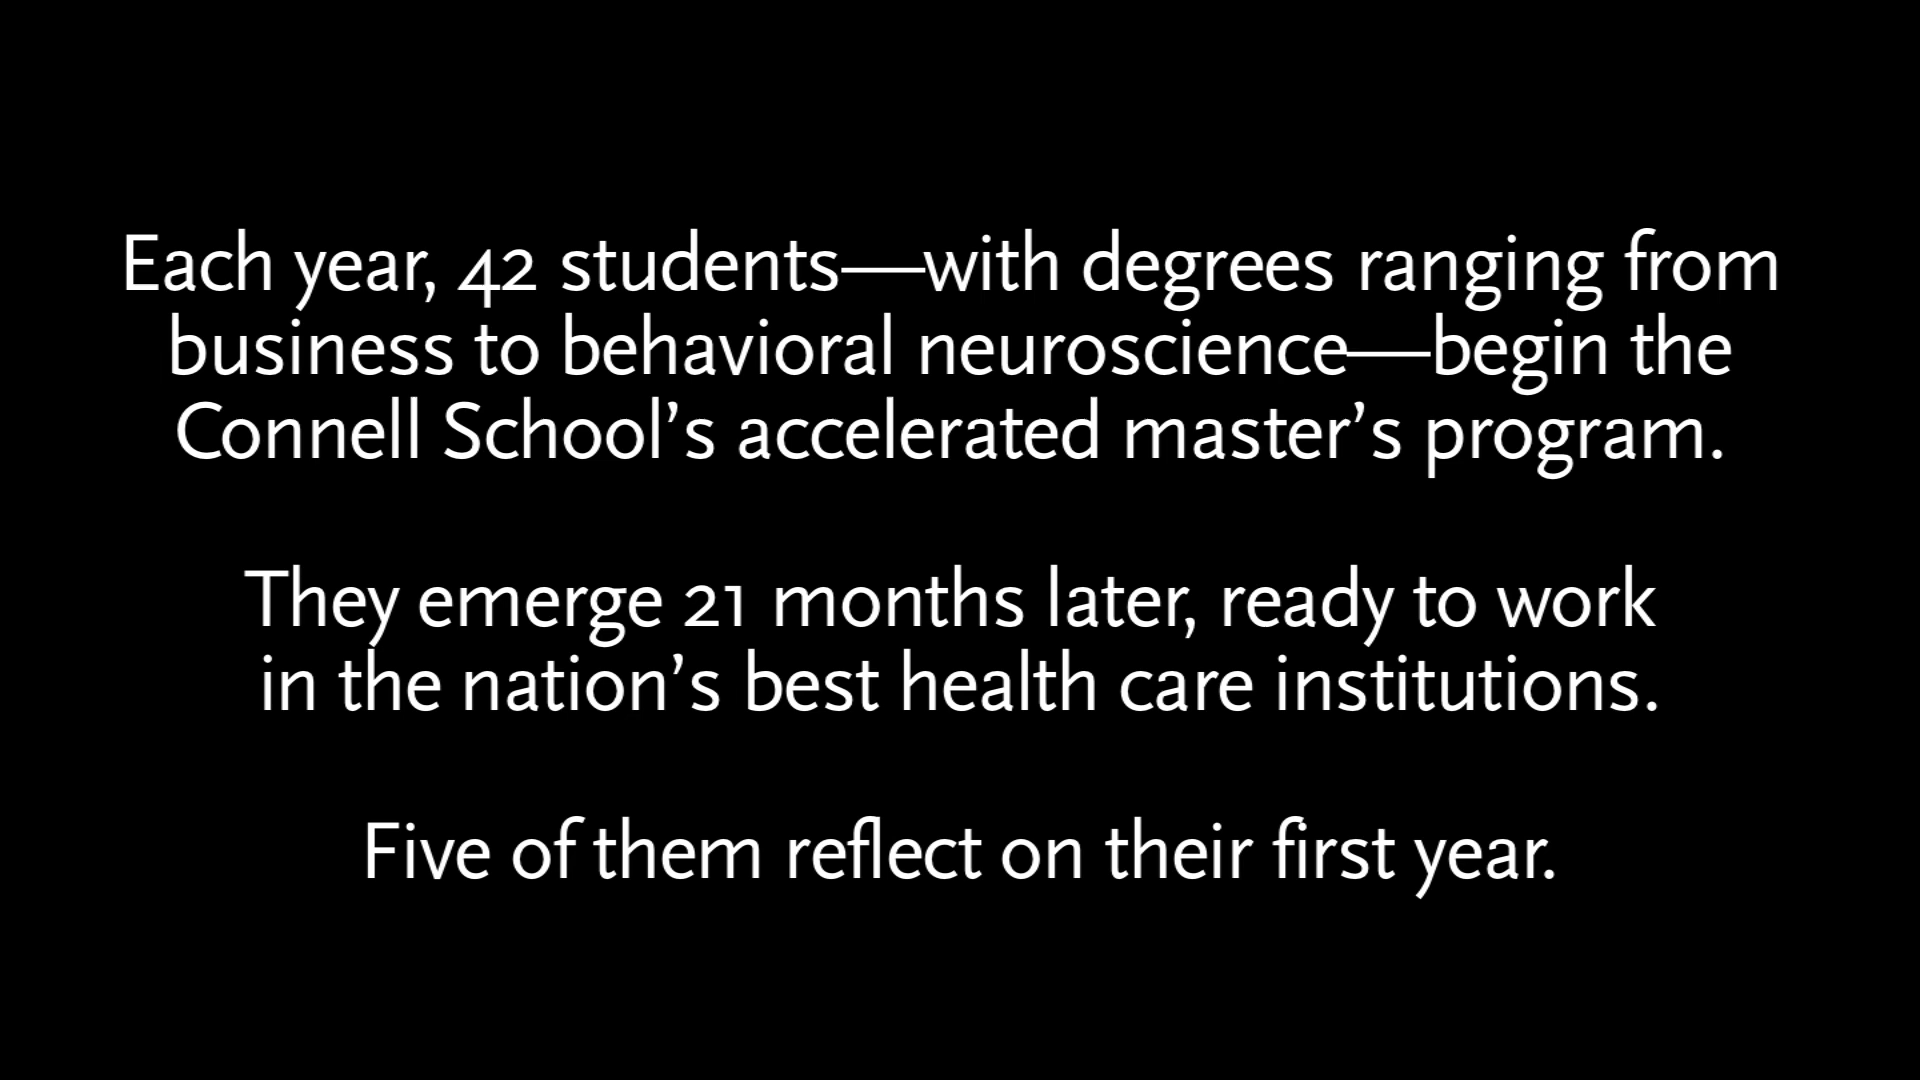 Each year, 42 students—with degrees ranging from
business to behavioral neuroscience—begin the
Connell School’s accelerated master’s program.
They emerge 21 months later, ready to work
in the nation’s best health care institutions.
Five of them reflect on their first year.